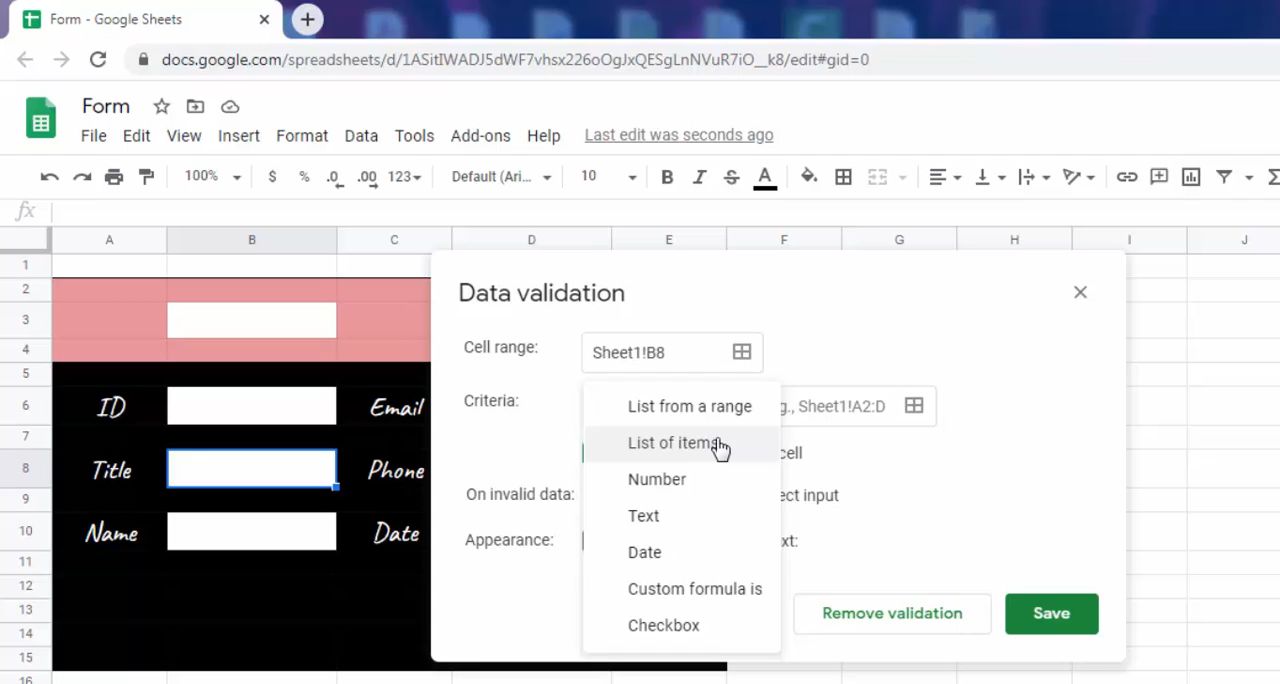 Form - Google Sheets
docs.google.com/spreadsheets/d/1ASitIWADJ5dWF7vhsx226oOgJxQESgLnNVuR7iO__k8/edit#gid=0
Form
File Edit View Insert Format Data Tools Add-ons Help Last edit was seconds ago
100% $ % .0 .00 123 Default (Ari... 10 B I S A
fx
A B C D E F G H I J
1
2
3
4
5
6 ID Email
7
8 Title Phone
9
10 Name Date
11
12
13
14
15
16
Data validation
Cell range: Sheet1!B8
Criteria: List from a range g., Sheet1!A2:D
List of items cell
Number
On invalid data: ect input
Text
Appearance: xt:
Date
Custom formula is
Checkbox
Remove validation Save